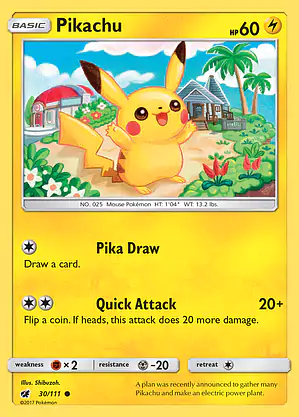 BASIC Pikachu HP60
NO. 025 Mouse Pokémon HT: 1'04" WT: 13.2 lbs.
Pika Draw
Draw a card.
Quick Attack 20+
Flip a coin. If heads, this attack does 20 more damage.
weakness ×2 resistance -20 retreat
Illus. Shibuzoh.
30/111
©2017 Pokémon
A plan was recently announced to gather many
Pikachu and make an electric power plant.